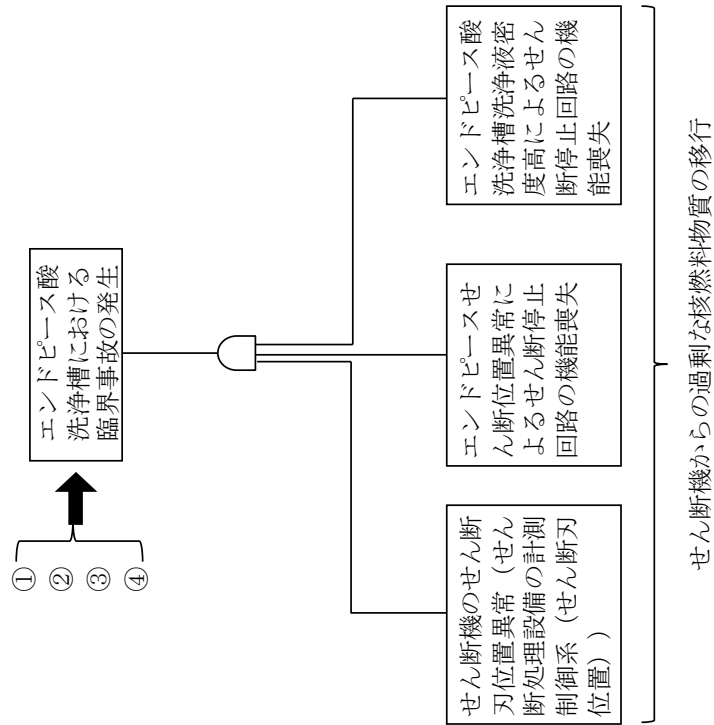 ①
②
③
④
エンドピース酸
洗浄槽における
臨界事故の発生
せん断機のせん断
刃位置異常（せん
断処理設備の計測
制御系（せん断刃
位置））
エンドピースせ
ん断位置異常に
よるせん断停止
回路の機能喪失
エンドピース酸
洗浄槽洗浄液密
度高によるせん
断停止回路の機
能喪失
せん断機からの過剰な核燃料物質の移行